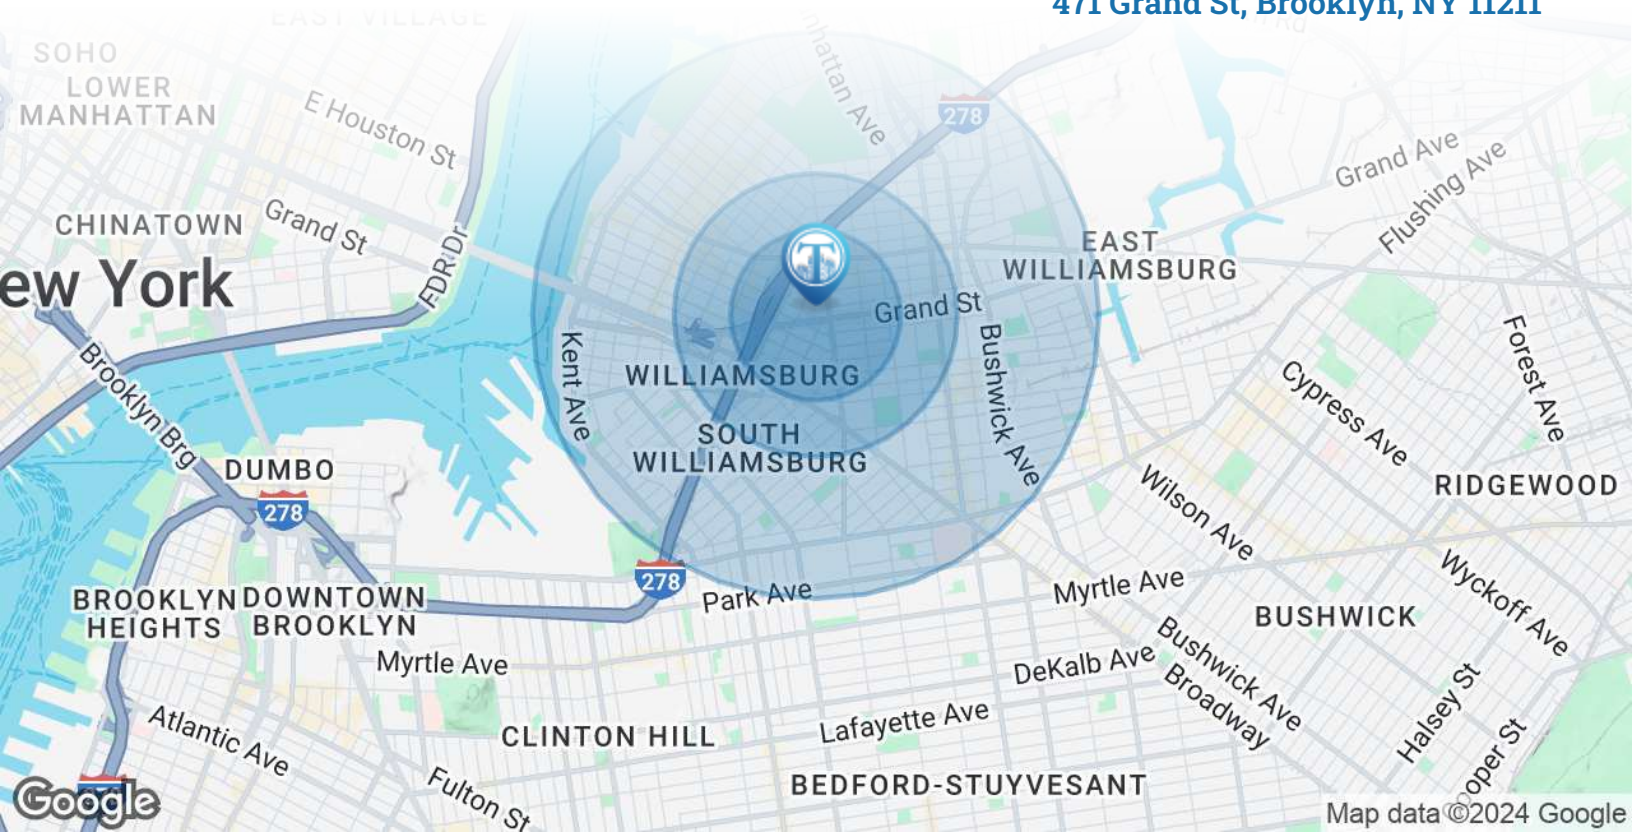 471 Grand St, Brooklyn, NY 11211
EAST VILLAGE
SOHO
LOWER
MANHATTAN
E Houston St
278
Grand Ave
Flushing Ave
CHINATOWN
Grand St
FDR Dr
EAST
WILLIAMSBURG
ew York
T
Grand St
Kent Ave
Bushwick Ave
Forest Ave
Brooklyn Brg
WILLIAMSBURG
Cypress Ave
SOUTH
WILLIAMSBURG
DUMBO
RIDGEWOOD
Wilson Ave
278
278
Park Ave
Myrtle Ave
Wyckoff Ave
BROOKLYN
HEIGHTS
DOWNTOWN
BROOKLYN
BUSHWICK
Myrtle Ave
DeKalb Ave
Bushwick Ave
Broadway
Halsey St
Atlantic Ave
CLINTON HILL
Lafayette Ave
ooper St
Fulton St
BEDFORD-STUYVESANT
Google
Map data ©2024 Google